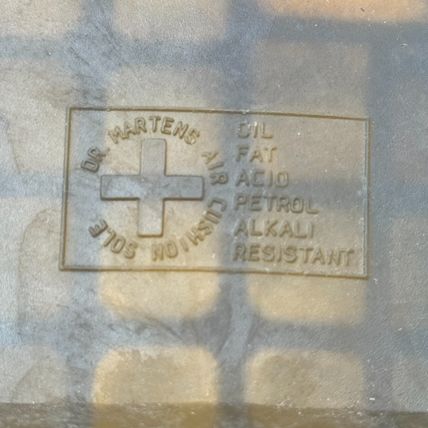 DR. MARTENS AIR CUSHION SOLE
OIL
FAT
ACID
PETROL
ALKALI
RESISTANT